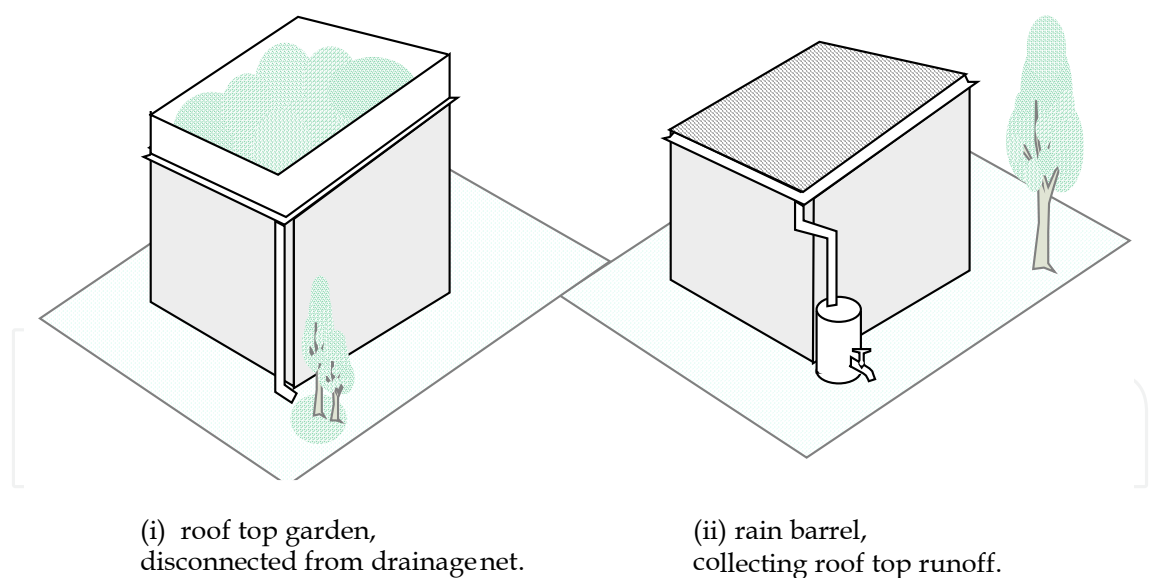 (i) roof top garden,
disconnected from drainage net.
(ii) rain barrel,
collecting roof top runoff.